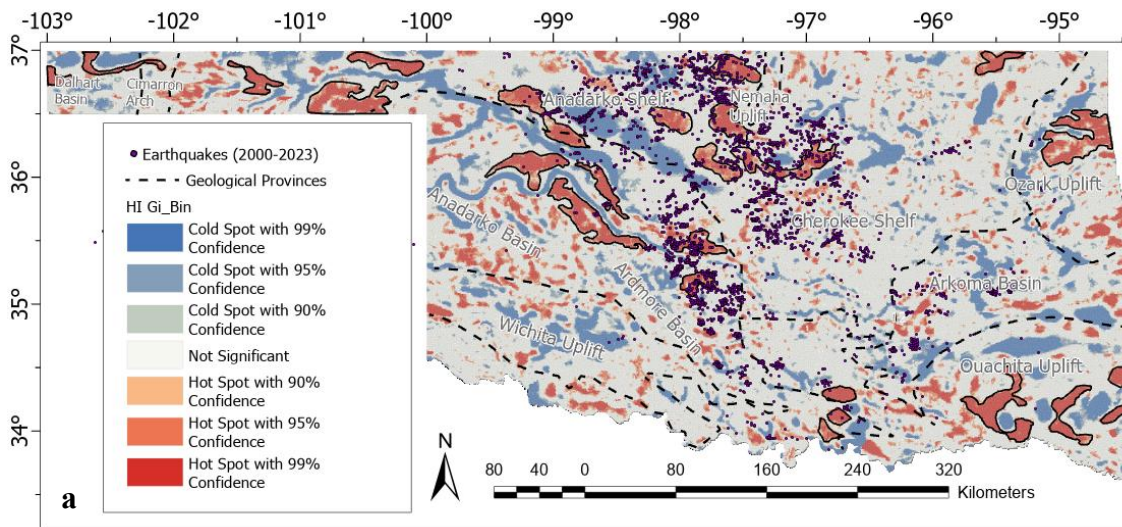 -103° -102° -101° -100° -99° -98° -97° -96° -95°
37°
36°
35°
34°
Dalhart
Basin
Cimarron
Arch
Anadarko Shelf
Nemaha
Uplift
Ozark Uplift
Cherokee Shelf
Anadarko Basin
Ardmore Basin
Arkoma Basin
Wichita Uplift
Ouachita Uplift
Earthquakes (2000-2023)
Geological Provinces
HI Gi_Bin
Cold Spot with 99%
Confidence
Cold Spot with 95%
Confidence
Cold Spot with 90%
Confidence
Not Significant
Hot Spot with 90%
Confidence
Hot Spot with 95%
Confidence
Hot Spot with 99%
Confidence
a
N
80 40 0 80 160 240 320
Kilometers